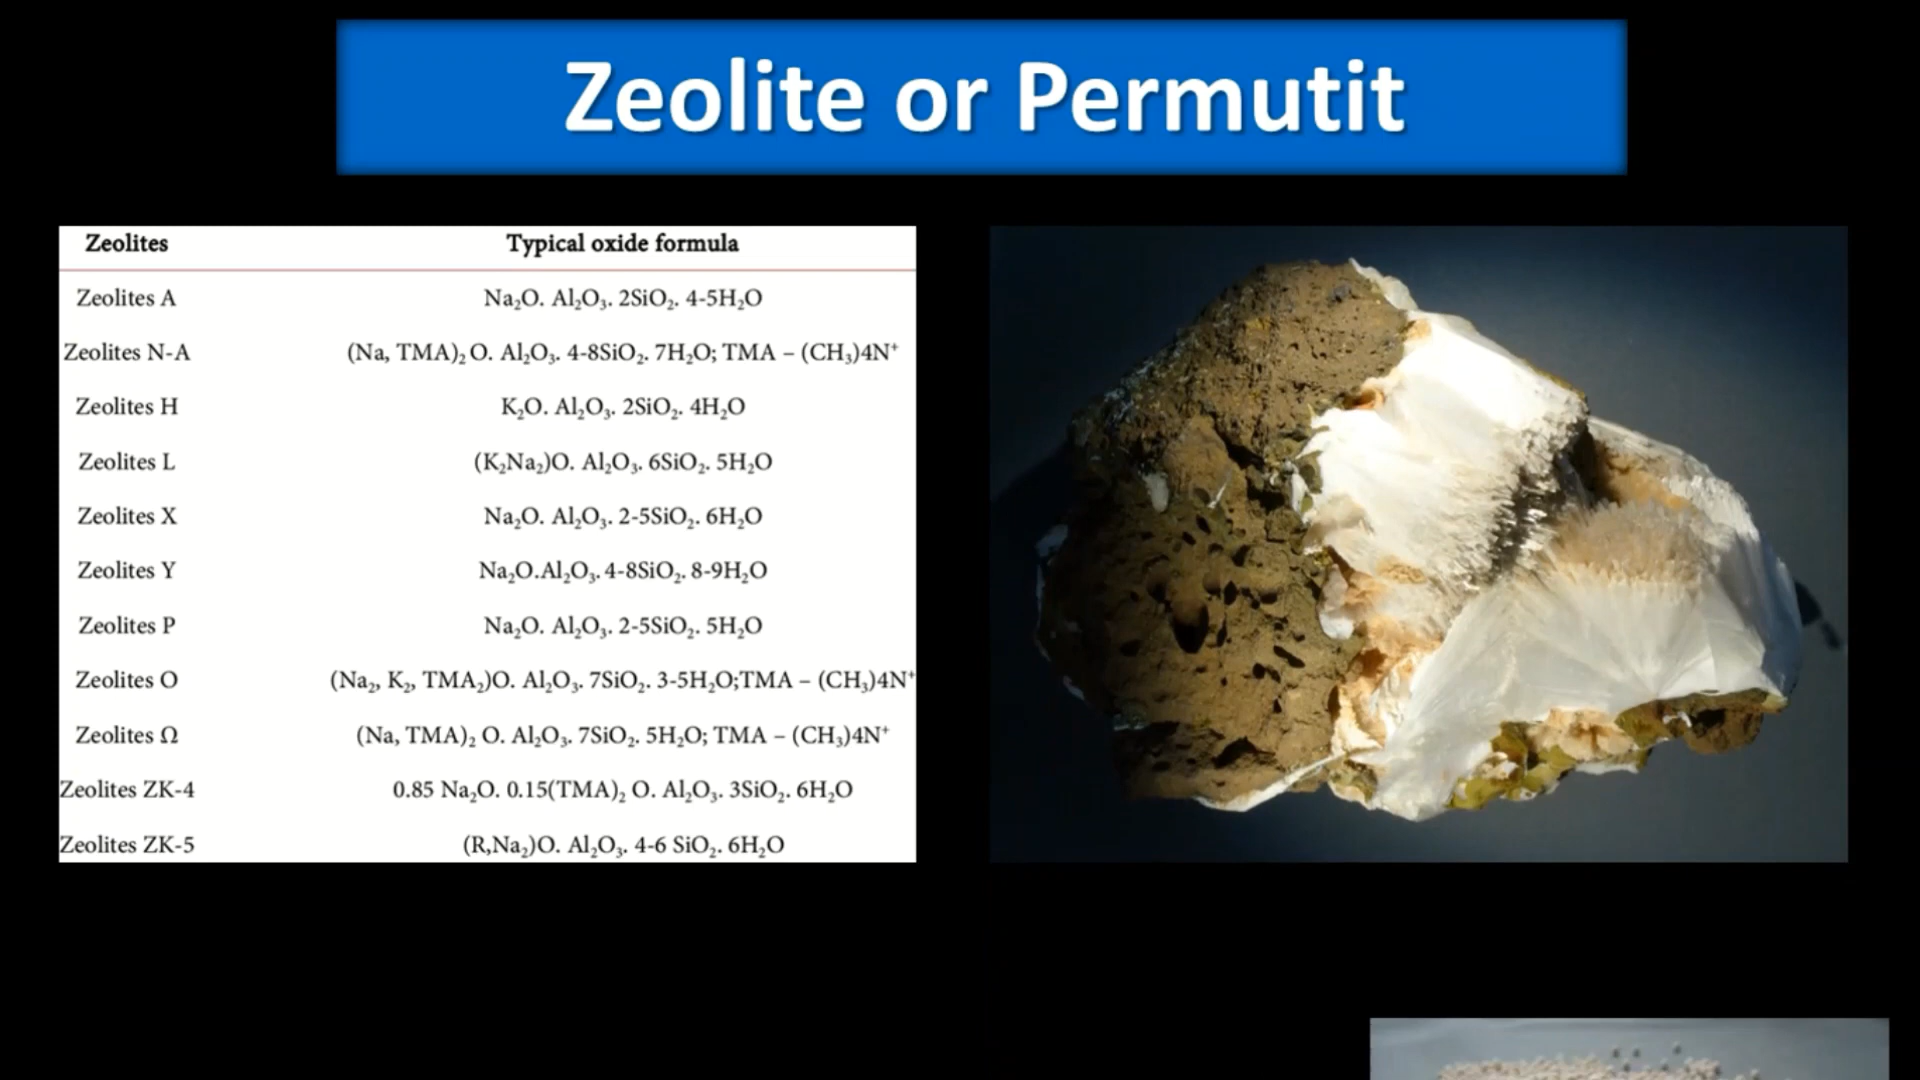 Zeolite or Permutit
Zeolites Typical oxide formula
Zeolites A Na₂O. Al₂O₃. 2SiO₂. 4-5H₂O
Zeolites N-A (Na, TMA)₂ O. Al₂O₃. 4-8SiO₂. 7H₂O; TMA – (CH₃)4N⁺
Zeolites H K₂O. Al₂O₃. 2SiO₂. 4H₂O
Zeolites L (K₂Na₂)O. Al₂O₃. 6SiO₂. 5H₂O
Zeolites X Na₂O. Al₂O₃. 2-5SiO₂. 6H₂O
Zeolites Y Na₂O.Al₂O₃. 4-8SiO₂. 8-9H₂O
Zeolites P Na₂O. Al₂O₃. 2-5SiO₂. 5H₂O
Zeolites O (Na₂, K₂, TMA₂)O. Al₂O₃. 7SiO₂. 3-5H₂O;TMA – (CH₃)4N⁺
Zeolites Ω (Na, TMA)₂ O. Al₂O₃. 7SiO₂. 5H₂O; TMA – (CH₃)4N⁺
Zeolites ZK-4 0.85 Na₂O. 0.15(TMA)₂ O. Al₂O₃. 3SiO₂. 6H₂O
Zeolites ZK-5 (R,Na₂)O. Al₂O₃. 4-6 SiO₂. 6H₂O